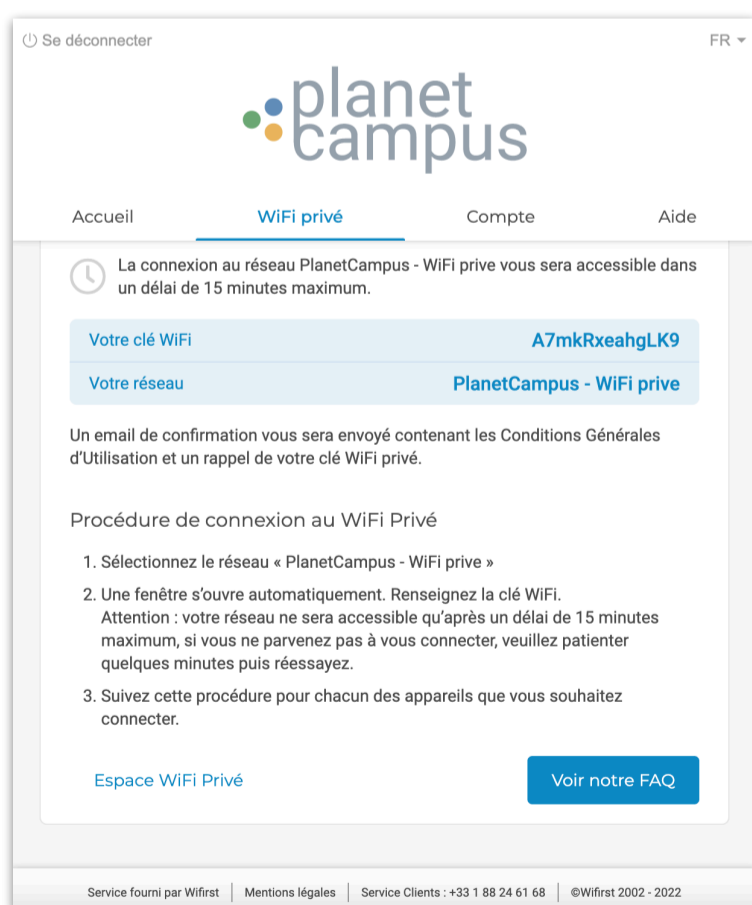 Se déconnecter
FR
planet
campus
Accueil
WiFi privé
Compte
Aide
La connexion au réseau PlanetCampus - WiFi prive vous sera accessible dans
un délai de 15 minutes maximum.
Votre clé WiFi
A7mkRxeahgLK9
Votre réseau
PlanetCampus - WiFi prive
Un email de confirmation vous sera envoyé contenant les Conditions Générales
d’Utilisation et un rappel de votre clé WiFi privé.
Procédure de connexion au WiFi Privé
1. Sélectionnez le réseau « PlanetCampus - WiFi prive »
2. Une fenêtre s’ouvre automatiquement. Renseignez la clé WiFi.
Attention : votre réseau ne sera accessible qu’après un délai de 15 minutes
maximum, si vous ne parvenez pas à vous connecter, veuillez patienter
quelques minutes puis réessayez.
3. Suivez cette procédure pour chacun des appareils que vous souhaitez
connecter.
Espace WiFi Privé
Voir notre FAQ
Service fourni par Wifirst
Mentions légales
Service Clients : +33 1 88 24 61 68
©Wifirst 2002 - 2022